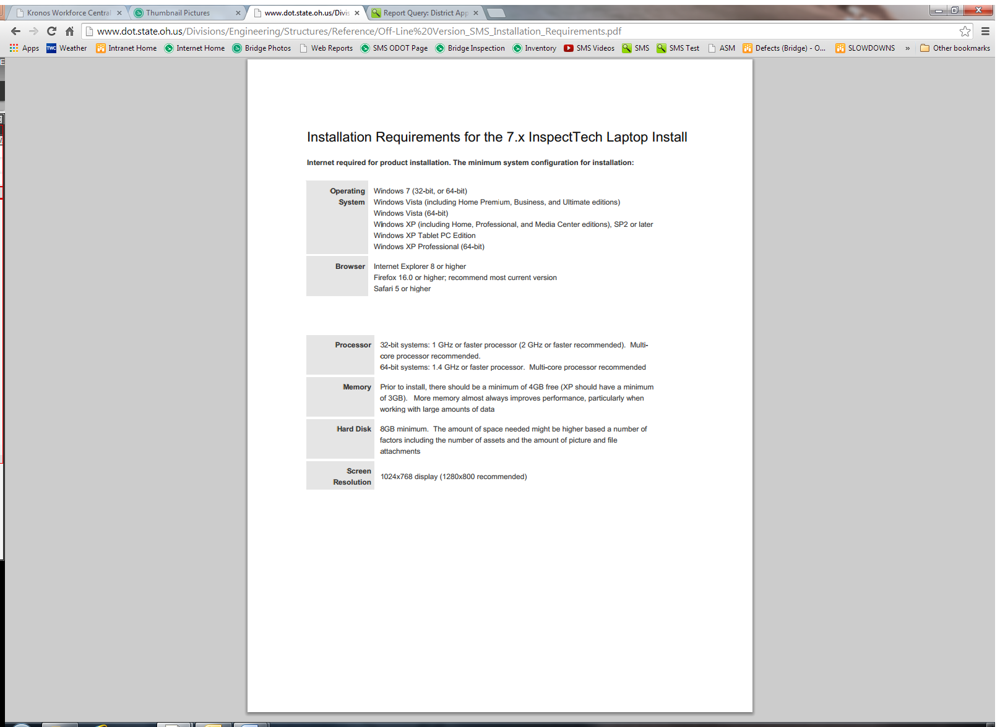 Kronos Workforce Central
Thumbnail Pictures
www.dot.state.oh.us/Divis
Report Query: District App
www.dot.state.oh.us/Divisions/Engineering/Structures/Reference/Off-Line%20Version_SMS_Installation_Requirements.pdf
Apps TWC Weather Intranet Home Internet Home Bridge Photos Web Reports SMS ODOT Page Bridge Inspection Inventory SMS Videos SMS SMS Test ASM Defects (Bridge) - O... SLOWDOWNS » Other bookmarks
Installation Requirements for the 7.x InspectTech Laptop Install
Internet required for product installation. The minimum system configuration for installation:
Operating System
Windows 7 (32-bit, or 64-bit)
Windows Vista (including Home Premium, Business, and Ultimate editions)
Windows Vista (64-bit)
Windows XP (including Home, Professional, and Media Center editions), SP2 or later
Windows XP Tablet PC Edition
Windows XP Professional (64-bit)
Browser
Internet Explorer 8 or higher
Firefox 16.0 or higher; recommend most current version
Safari 5 or higher
Processor
32-bit systems: 1 GHz or faster processor (2 GHz or faster recommended). Multi-
core processor recommended.
64-bit systems: 1.4 GHz or faster processor. Multi-core processor recommended
Memory
Prior to install, there should be a minimum of 4GB free (XP should have a minimum
of 3GB). More memory almost always improves performance, particularly when
working with large amounts of data
Hard Disk
8GB minimum. The amount of space needed might be higher based a number of
factors including the number of assets and the amount of picture and file
attachments
Screen
Resolution
1024x768 display (1280x800 recommended)